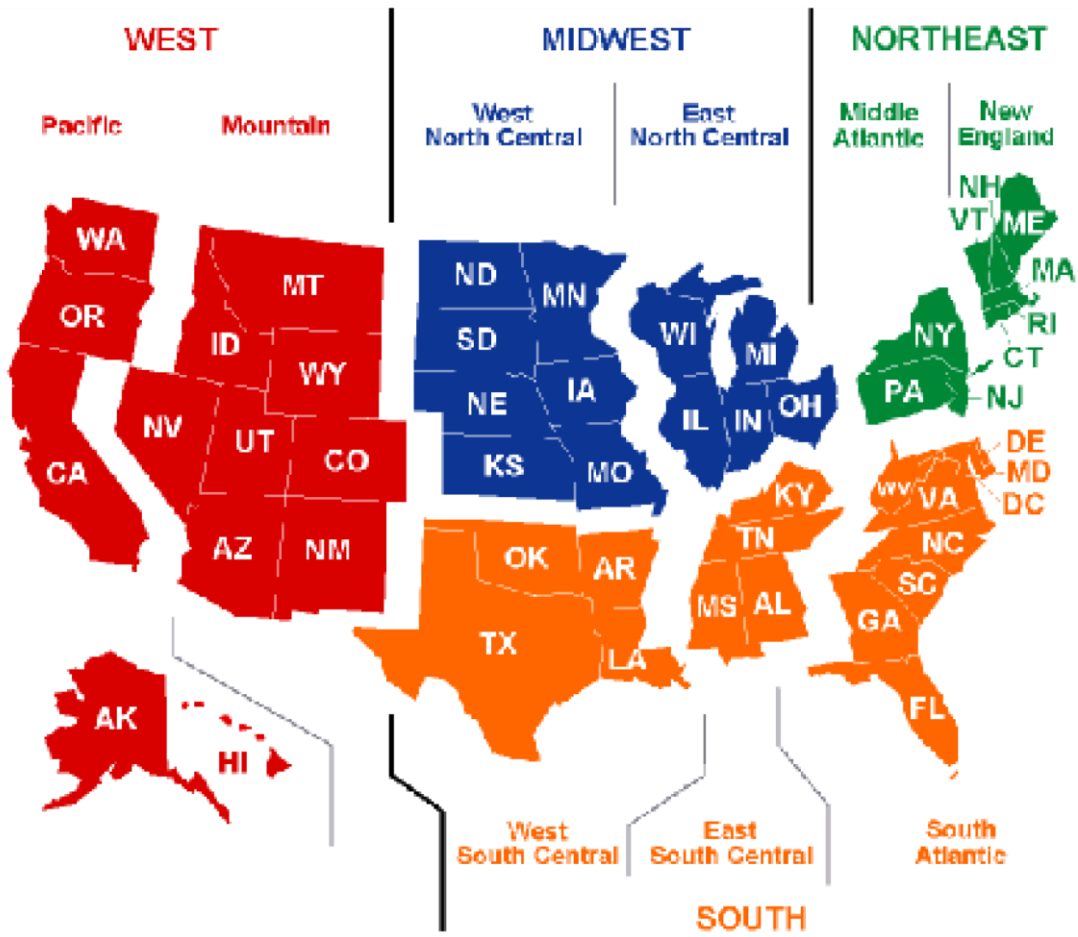 WEST
MIDWEST
NORTHEAST
Pacific
Mountain
West
North Central
East
North Central
Middle
Atlantic
New
England
NH
VT
ME
MA
RI
CT
NJ
NY
PA
WA
OR
CA
MT
ID
WY
NV
UT
CO
AZ
NM
AK
HI
ND
MN
SD
NE
IA
KS
MO
WI
MI
IL
IN
OH
DE
MD
DC
WV
VA
KY
TN
NC
SC
OK
AR
MS
AL
GA
TX
LA
FL
West
South Central
East
South Central
South
Atlantic
SOUTH